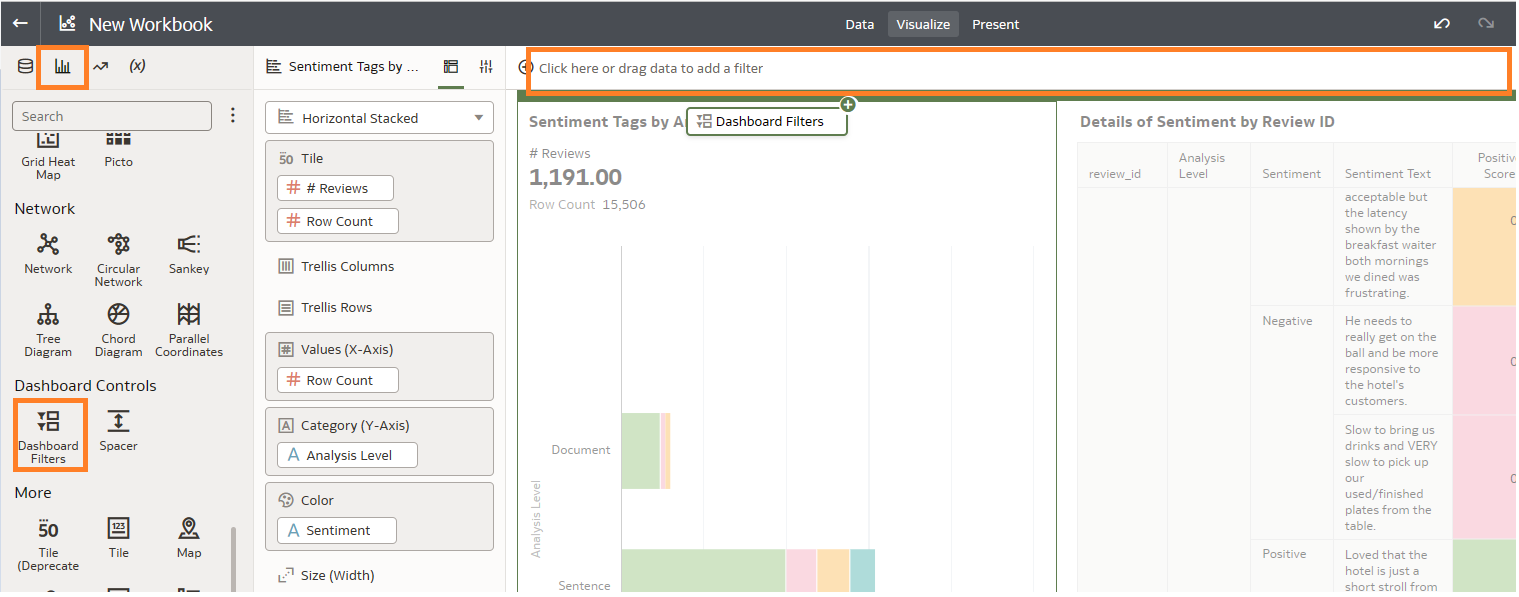 New Workbook
Data Visualize Present
(x)
Search
Grid Heat
Map
Picto
Network
Network
Circular
Network
Sankey
Tree
Diagram
Chord
Diagram
Parallel
Coordinates
Dashboard Controls
Dashboard
Filters
Spacer
More
50
Tile
(Deprecate
123
Tile
Map
Sentiment Tags by ...
Horizontal Stacked
50 Tile
# # Reviews
# Row Count
Trellis Columns
Trellis Rows
# Values (X-Axis)
# Row Count
A Category (Y-Axis)
A Analysis Level
Color
A Sentiment
Size (Width)
Click here or drag data to add a filter
Sentiment Tags by A
Dashboard Filters
# Reviews
1,191.00
Row Count 15,506
Analysis Level
Document
Sentence
Details of Sentiment by Review ID
review_id
Analysis
Level
Sentiment
Sentiment Text
Positive
Score
acceptable but
the latency
shown by the
breakfast waiter
both mornings
we dined was
frustrating.
Negative
He needs to
really get on the
ball and be more
responsive to
the hotel's
customers.
Slow to bring us
drinks and VERY
slow to pick up
our
used/finished
plates from the
table.
Positive
Loved that the
hotel is just a
short stroll from